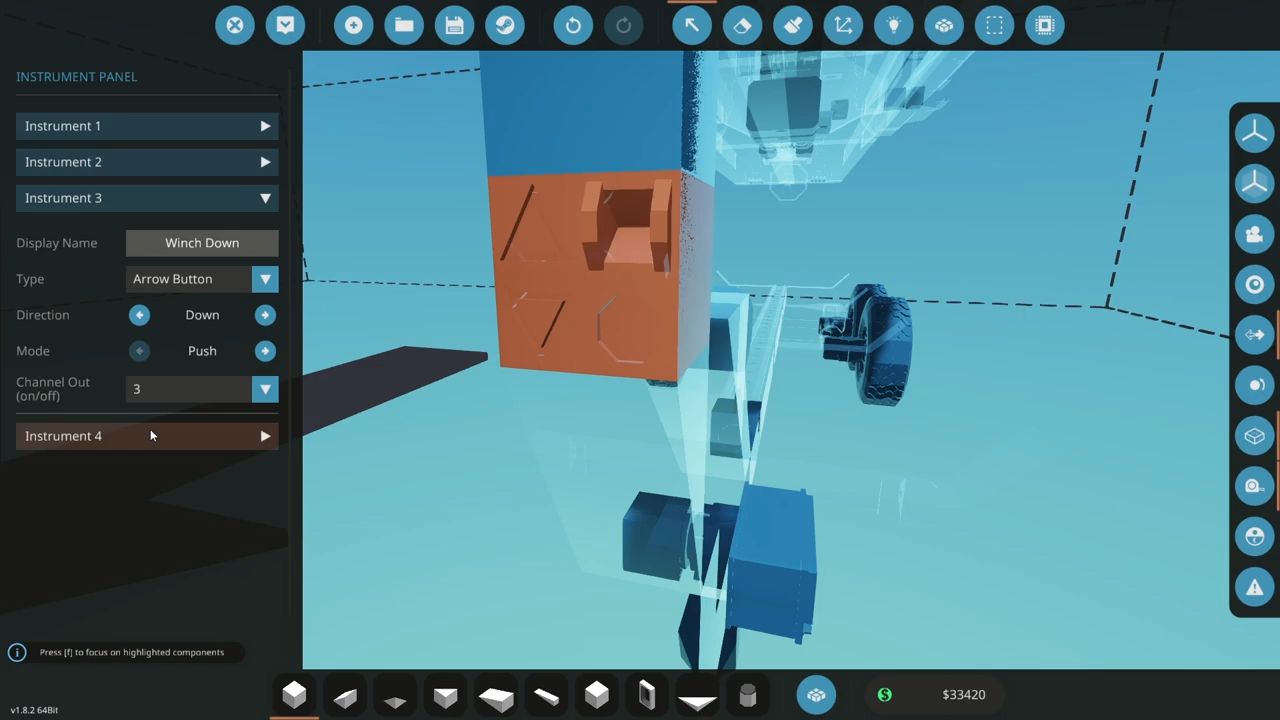 INSTRUMENT PANEL
Instrument 1
Instrument 2
Instrument 3
Display Name Winch Down
Type Arrow Button
Direction Down
Mode Push
Channel Out
(on/off) 3
Instrument 4
Press [f] to focus on highlighted components
v1.8.2 64Bit
$ $33420